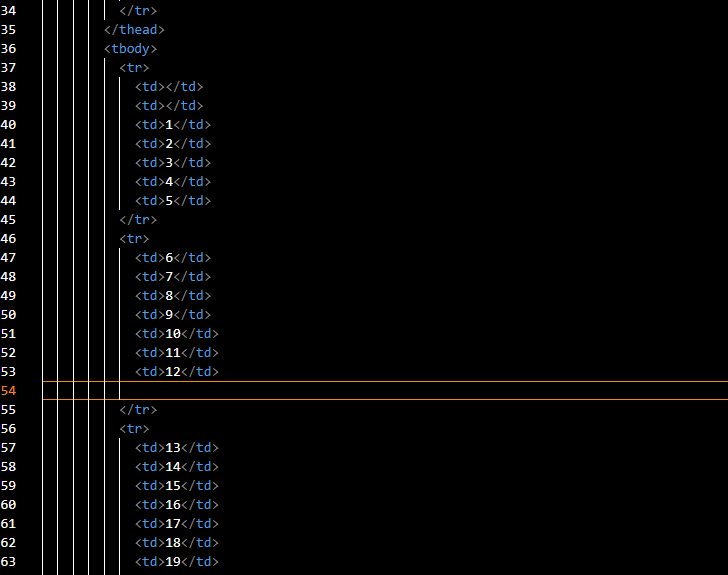 34 </tr>
35 </thead>
36 <tbody>
37 <tr>
38 <td></td>
39 <td></td>
40 <td>1</td>
41 <td>2</td>
42 <td>3</td>
43 <td>4</td>
44 <td>5</td>
45 </tr>
46 <tr>
47 <td>6</td>
48 <td>7</td>
49 <td>8</td>
50 <td>9</td>
51 <td>10</td>
52 <td>11</td>
53 <td>12</td>
54
55 </tr>
56 <tr>
57 <td>13</td>
58 <td>14</td>
59 <td>15</td>
60 <td>16</td>
61 <td>17</td>
62 <td>18</td>
63 <td>19</td>